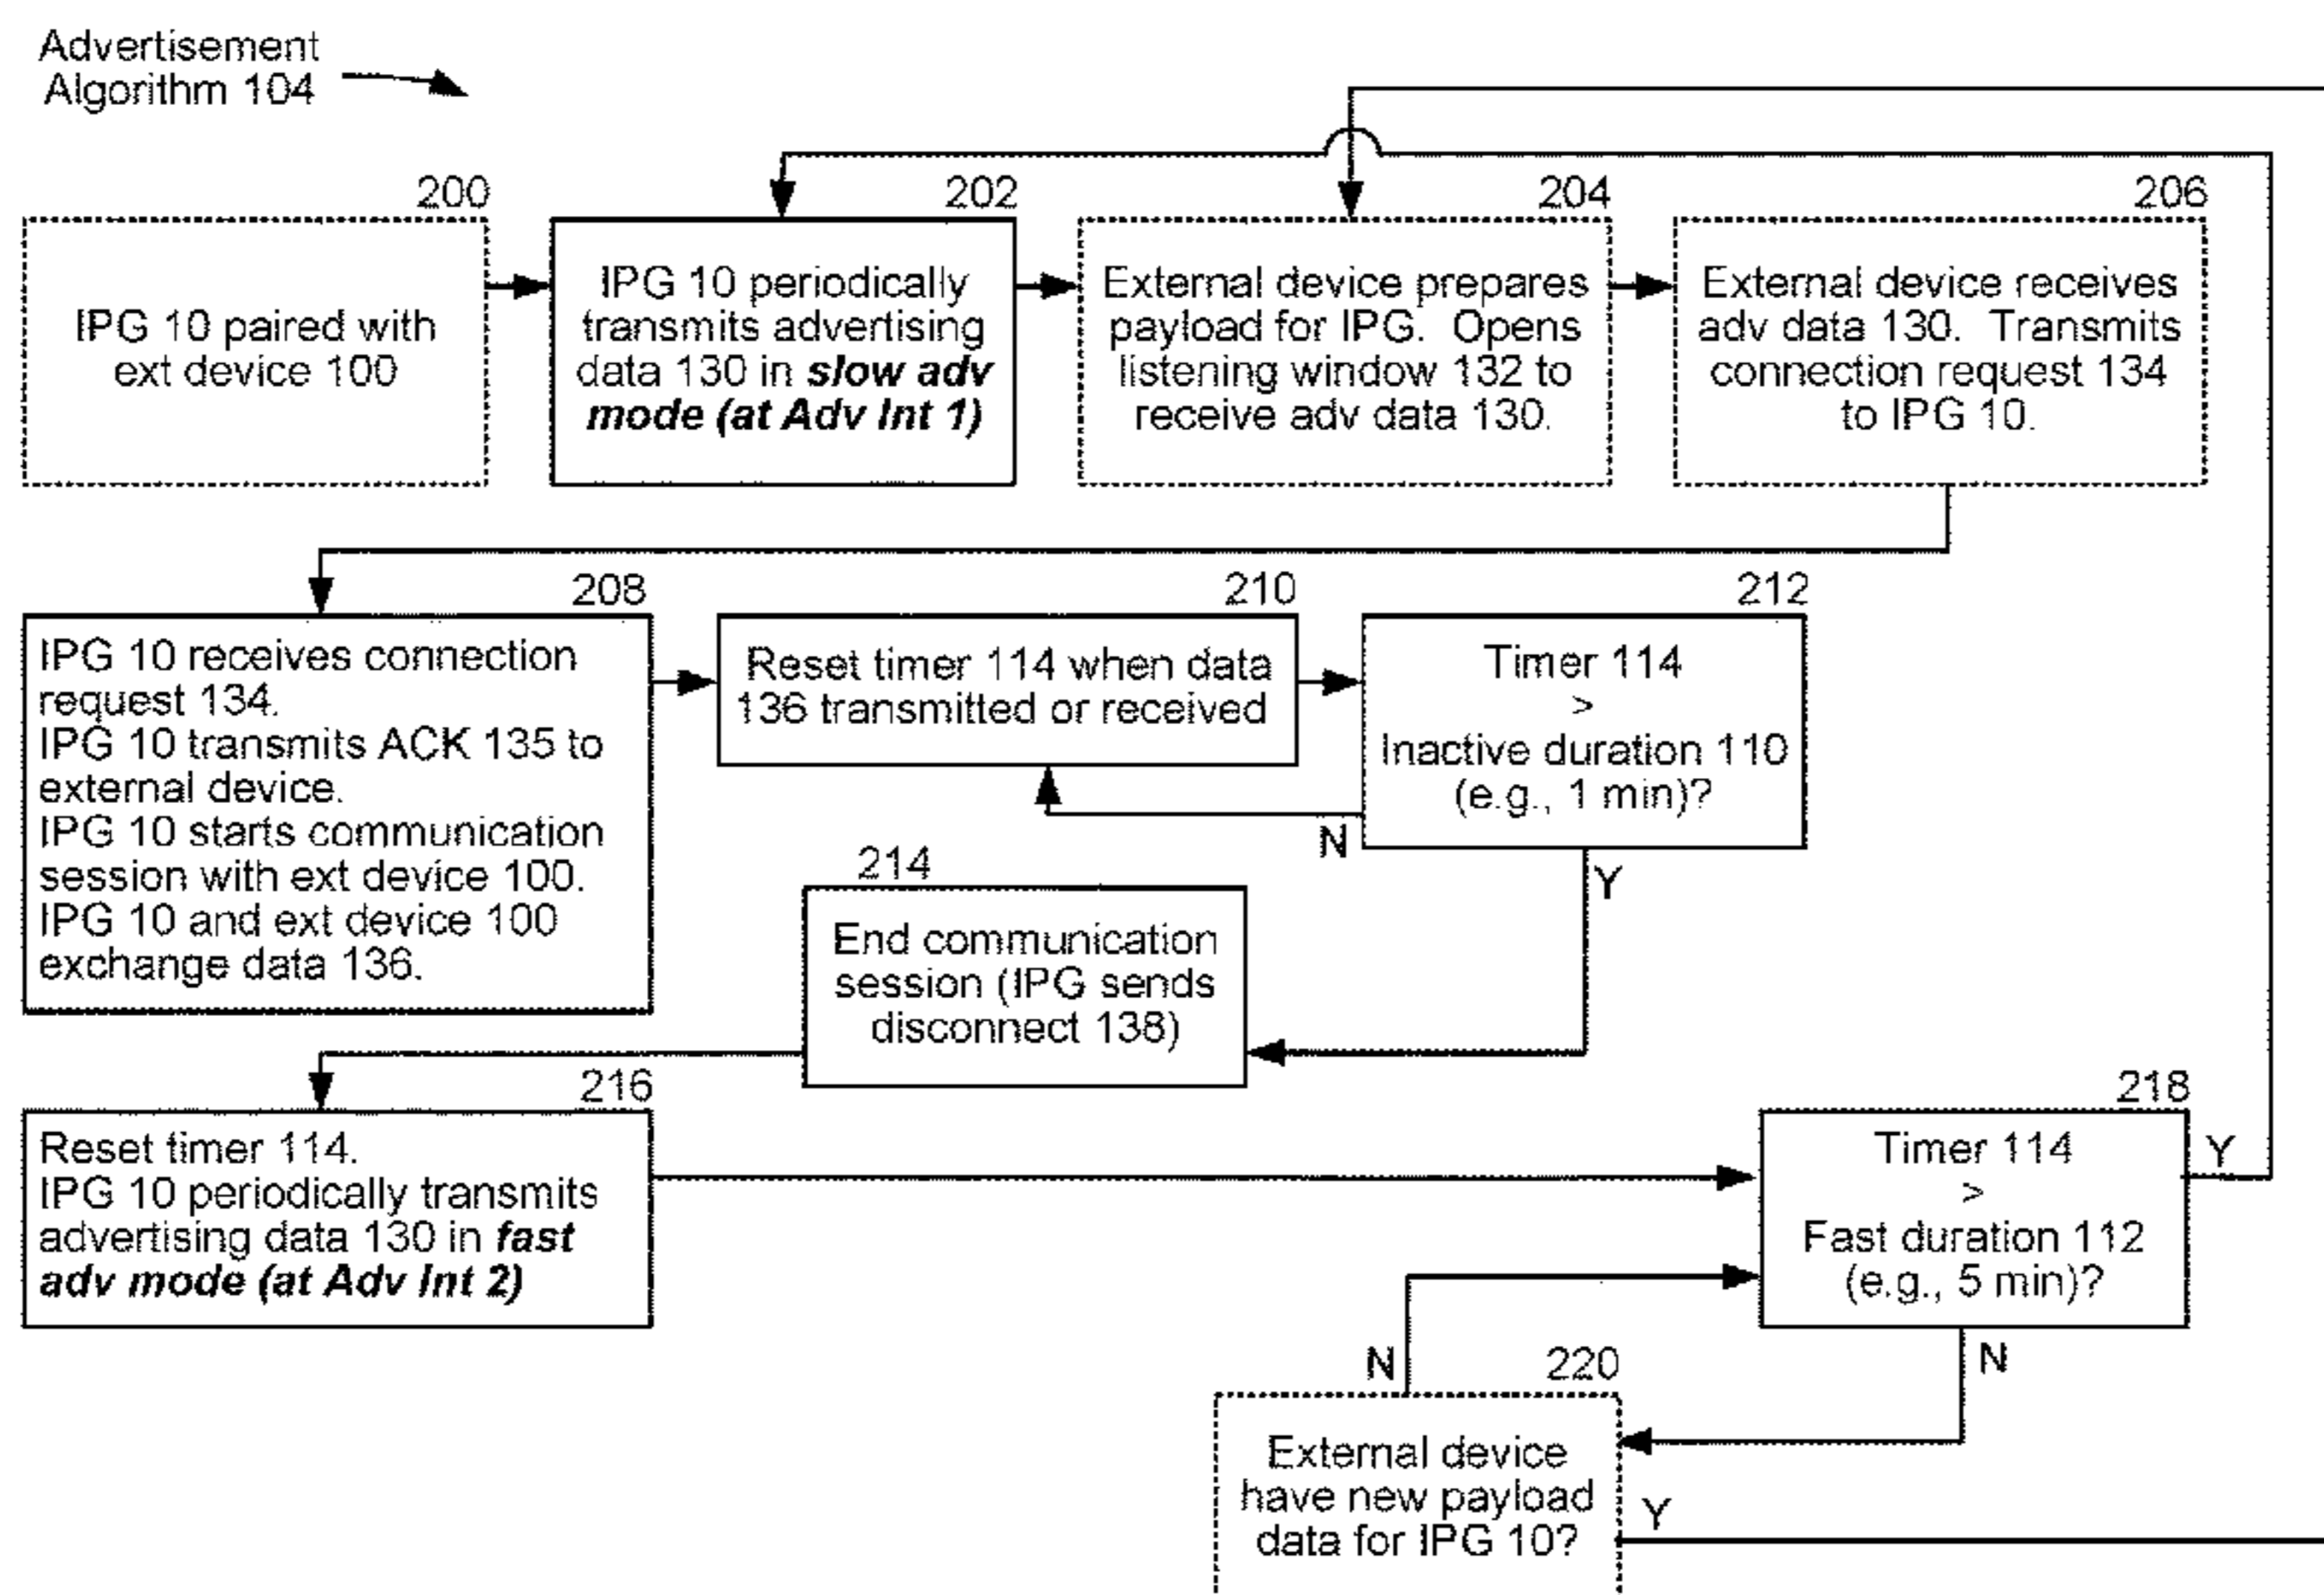 Advertisement
Algorithm 104
200
202
204
206
IPG 10 paired with
ext device 100
IPG 10 periodically
transmits advertising
data 130 in slow adv
mode (at Adv Int 1)
External device prepares
payload for IPG.  Opens
listening window 132 to
receive adv data 130.
External device receives
adv data 130.  Transmits
connection request 134
to IPG 10.
208
210
212
IPG 10 receives connection
request 134.
IPG 10 transmits ACK 135 to
external device.
IPG 10 starts communication
session with ext device 100.
IPG 10 and ext device 100
exchange data 136.
Reset timer 114 when data
136 transmitted or received
Timer 114
>
Inactive duration 110
(e.g., 1 min)?
N
Y
214
End communication
session (IPG sends
disconnect 138)
216
218
Reset timer 114.
IPG 10 periodically transmits
advertising data 130 in fast
adv mode (at Adv Int 2)
Timer 114
>
Fast duration 112
(e.g., 5 min)?
Y
N
N
220
External device
have new payload
data for IPG 10?
Y